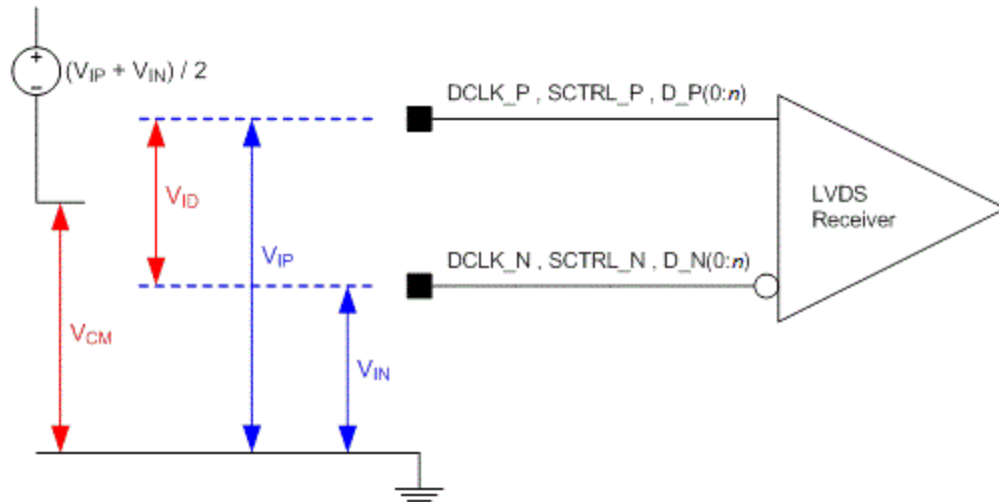 +
−
(VIP + VIN) / 2
DCLK_P , SCTRL_P , D_P(0:n)
VID
LVDS
Receiver
VIP
DCLK_N , SCTRL_N , D_N(0:n)
VCM
VIN